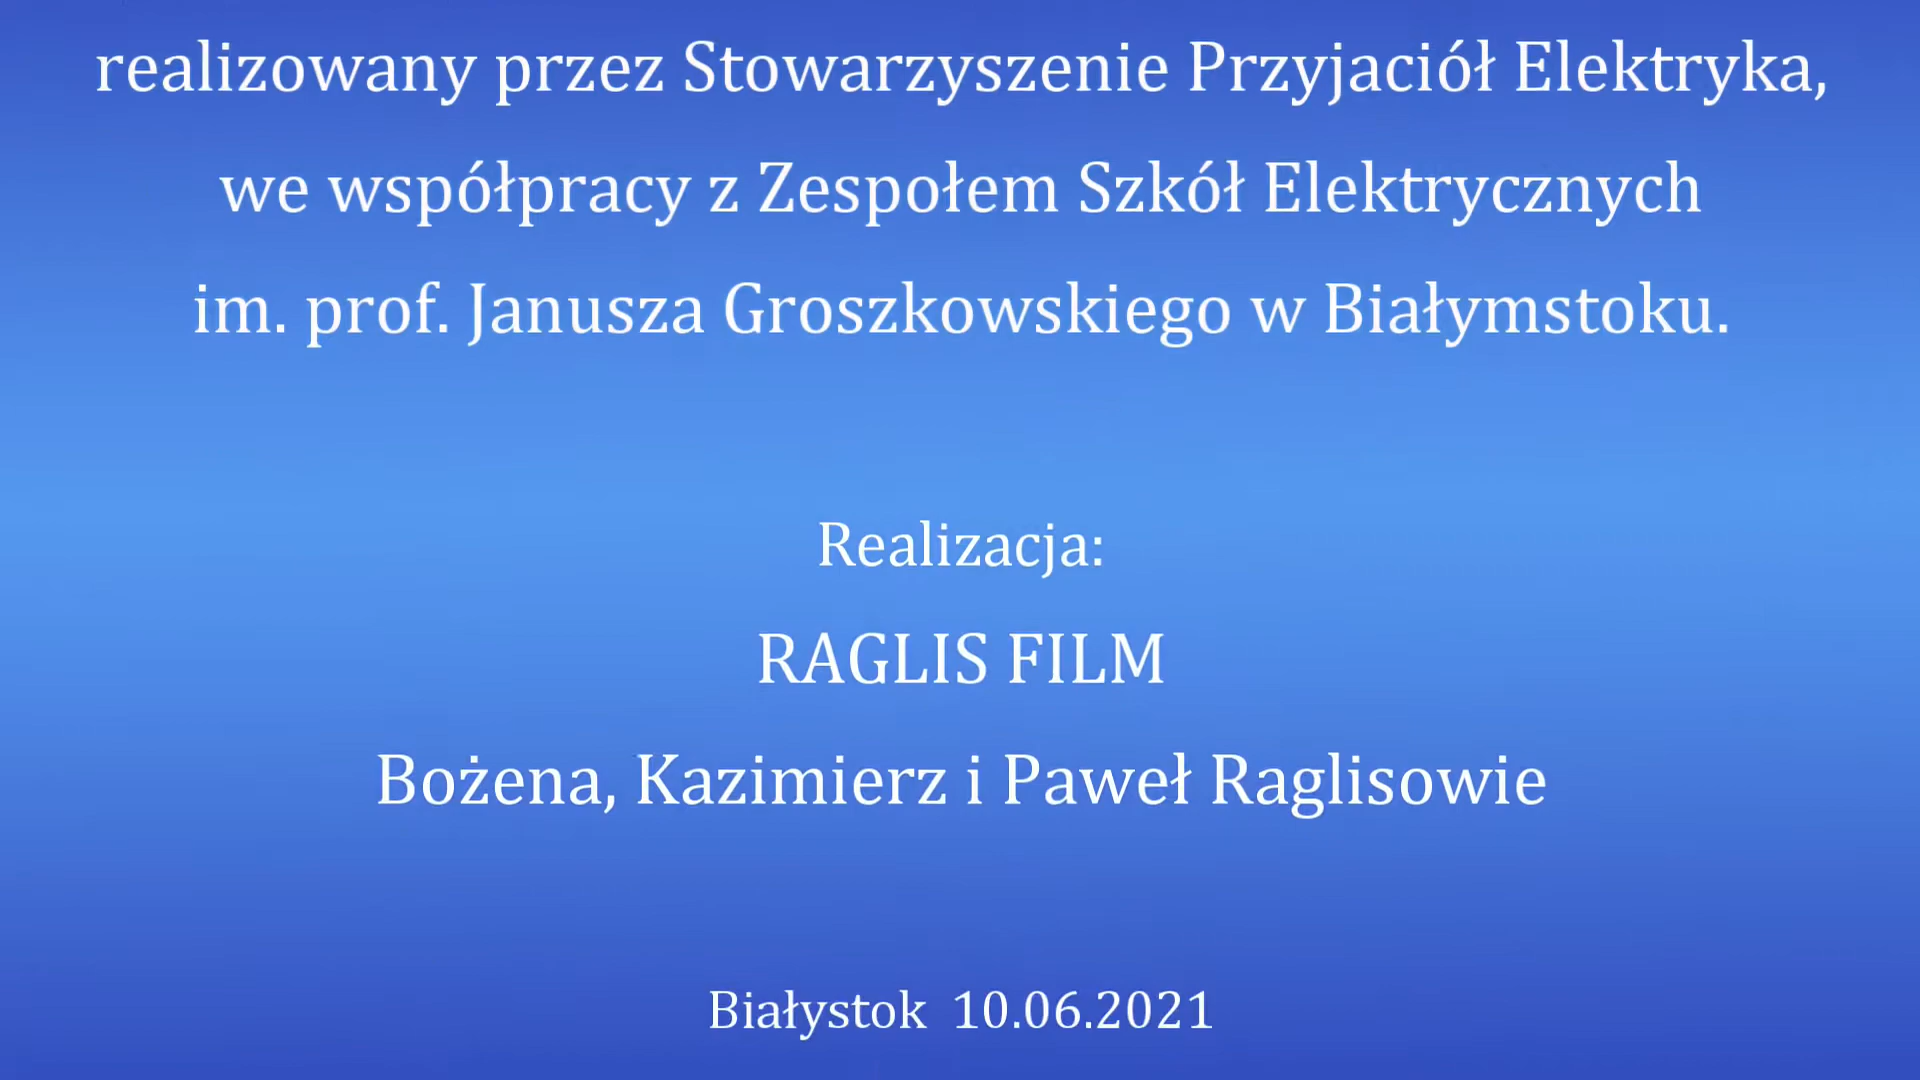 realizowany przez Stowarzyszenie Przyjaciół Elektryka,
we współpracy z Zespołem Szkół Elektrycznych
im. prof. Janusza Groszkowskiego w Białymstoku.
Realizacja:
RAGLIS FILM
Bożena, Kazimierz i Paweł Raglisowie
Białystok 10.06.2021